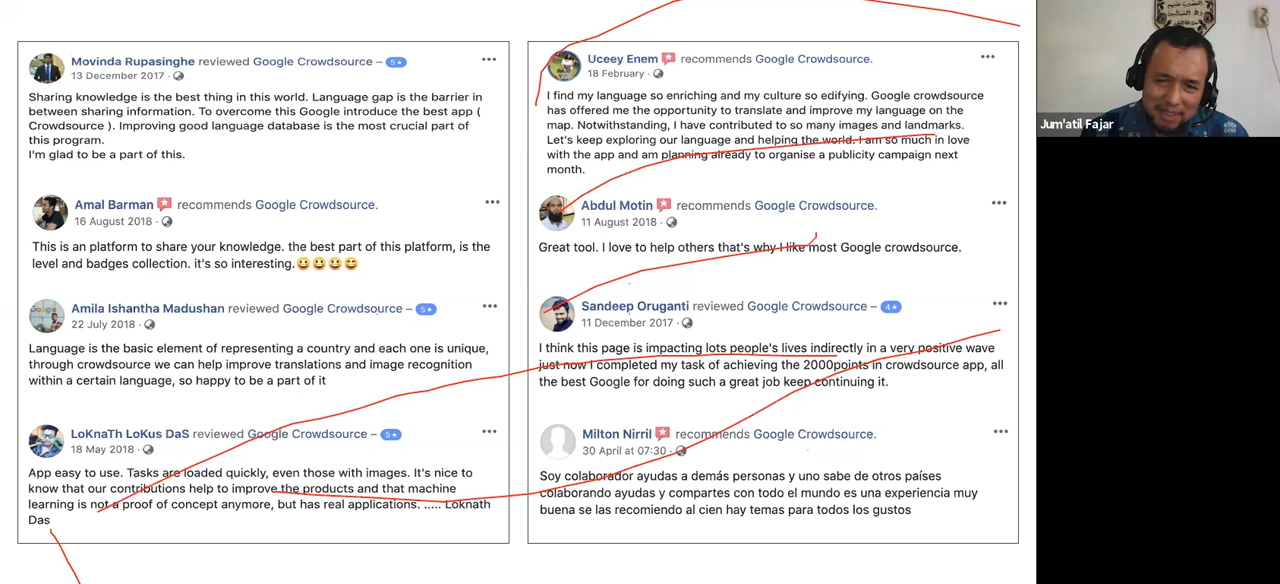 Movinda Rupasinghe reviewed Google Crowdsource – 5★
13 December 2017
Sharing knowledge is the best thing in this world. Language gap is the barrier in
between sharing information. To overcome this Google introduce the best app (
Crowdsource ). Improving good language database is the most crucial part of
this program.
I'm glad to be a part of this.
Amal Barman recommends Google Crowdsource.
16 August 2018
This is an platform to share your knowledge. the best part of this platform, is the
level and badges collection. it's so interesting.😀😀😀😄
Amila Ishantha Madushan reviewed Google Crowdsource – 5★
22 July 2018
Language is the basic element of representing a country and each one is unique,
through crowdsource we can help improve translations and image recognition
within a certain language, so happy to be a part of it
LoKnaTh LoKus DaS reviewed Google Crowdsource – 5★
18 May 2018
App easy to use. Tasks are loaded quickly, even those with images. It's nice to
know that our contributions help to improve the products and that machine
learning is not a proof of concept anymore, but has real applications. ..... Loknath
Das
Uceey Enem recommends Google Crowdsource.
18 February
I find my language so enriching and my culture so edifying. Google crowdsource
has offered me the opportunity to translate and improve my language on the
map. Notwithstanding, I have contributed to so many images and landmarks.
Let's keep exploring our language and helping the world. I am so much in love
with the app and am planning already to organise a publicity campaign next
month.
Abdul Motin recommends Google Crowdsource.
11 August 2018
Great tool. I love to help others that's why I like most Google crowdsource.
Sandeep Oruganti reviewed Google Crowdsource – 4★
11 December 2017
I think this page is impacting lots people's lives indirectly in a very positive wave
just now I completed my task of achieving the 2000points in crowdsource app, all
the best Google for doing such a great job keep continuing it.
Milton Nirril recommends Google Crowdsource.
30 April at 07:30
Soy colaborador ayudas a demás personas y uno sabe de otros países
colaborando ayudas y compartes con todo el mundo es una experiencia muy
buena se las recomiendo al cien hay temas para todos los gustos
Jum'atil Fajar